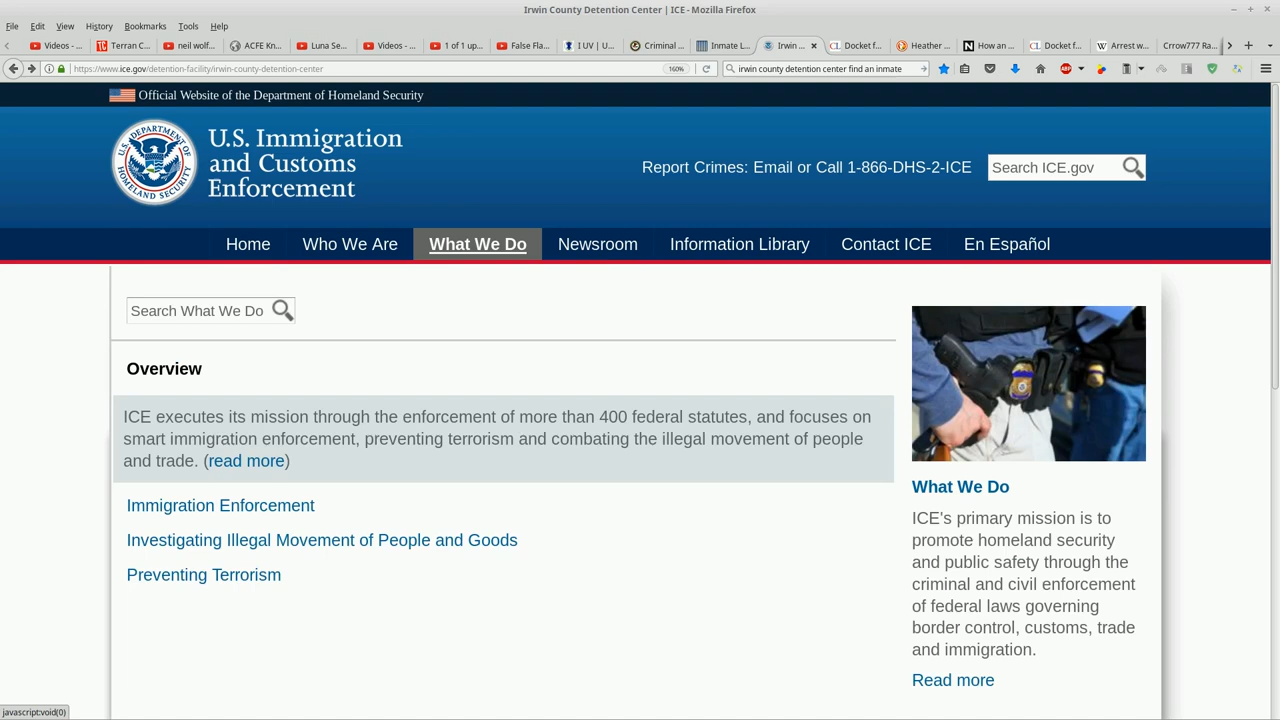 Irwin County Detention Center | ICE - Mozilla Firefox
File Edit View History Bookmarks Tools Help
Videos - ... Terran C... neil wolf... ACFE Kn... Luna Se... Videos - ... 1 of 1 up... False Fla... I UV | U... Criminal ... Inmate L... Irwin ... Docket f... Heather ... How an ... Docket f... Arrest w... Crrow777 Ra...
https://www.ice.gov/detention-facility/irwin-county-detention-center 160% irwin county detention center find an inmate
Official Website of the Department of Homeland Security
U.S. DEPARTMENT OF HOMELAND SECURITY
U.S. Immigration
and Customs
Enforcement
Report Crimes: Email or Call 1-866-DHS-2-ICE
Search ICE.gov
Home Who We Are What We Do Newsroom Information Library Contact ICE En Español
Search What We Do
Overview
ICE executes its mission through the enforcement of more than 400 federal statutes, and focuses on
smart immigration enforcement, preventing terrorism and combating the illegal movement of people
and trade. (read more)
Immigration Enforcement
Investigating Illegal Movement of People and Goods
Preventing Terrorism
What We Do
ICE's primary mission is to
promote homeland security
and public safety through the
criminal and civil enforcement
of federal laws governing
border control, customs, trade
and immigration.
Read more
javascript:void(0)